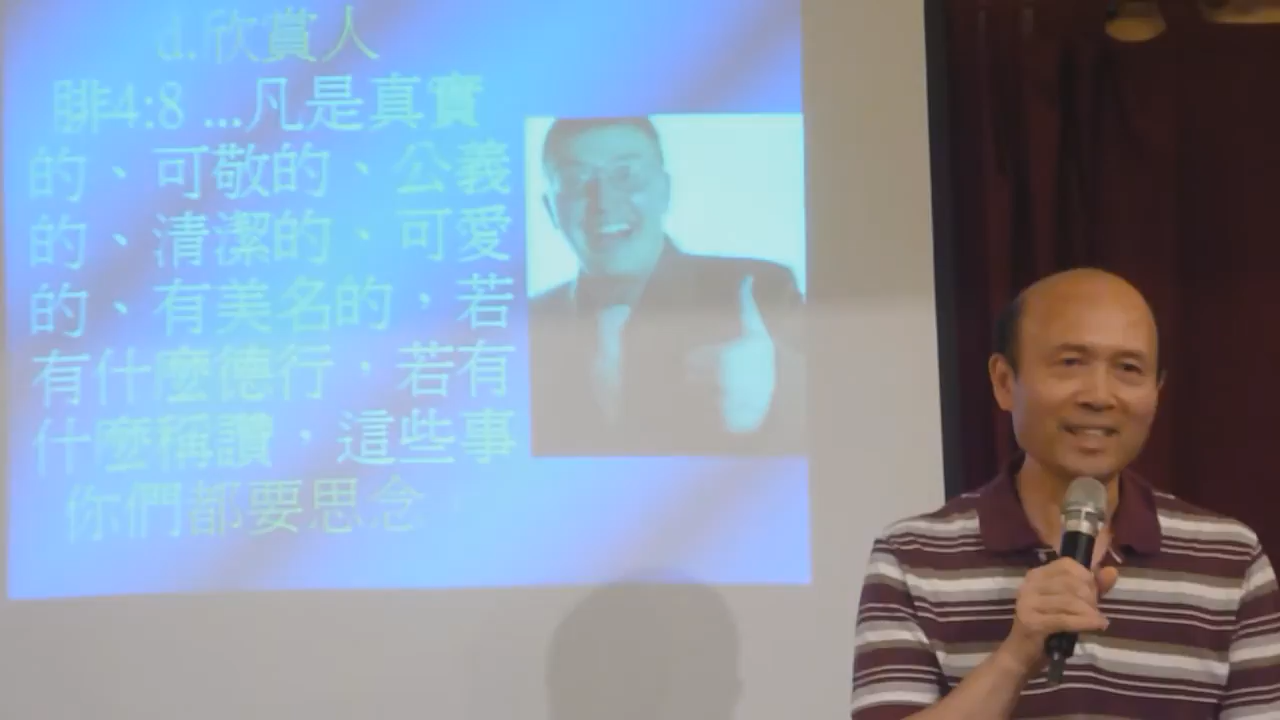 d.欣賞人
腓4:8 ...凡是真實
的、可敬的、公義
的、清潔的、可愛
的、有美名的，若
有什麼德行，若有
什麼稱讚，這些事
你們都要思念